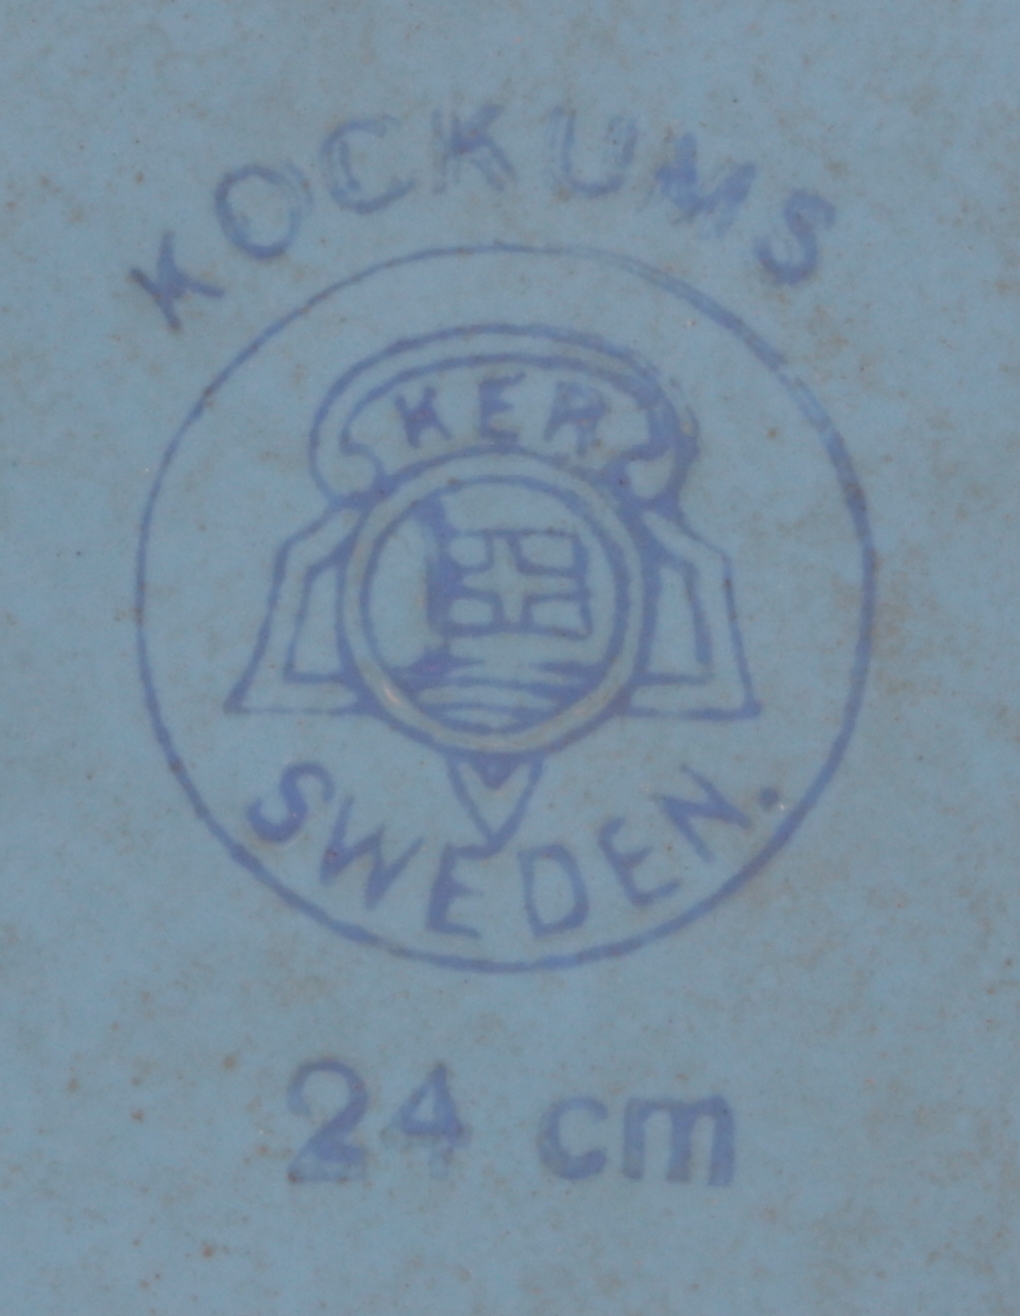 KOCKUMS
KER
SWEDEN.
24 cm